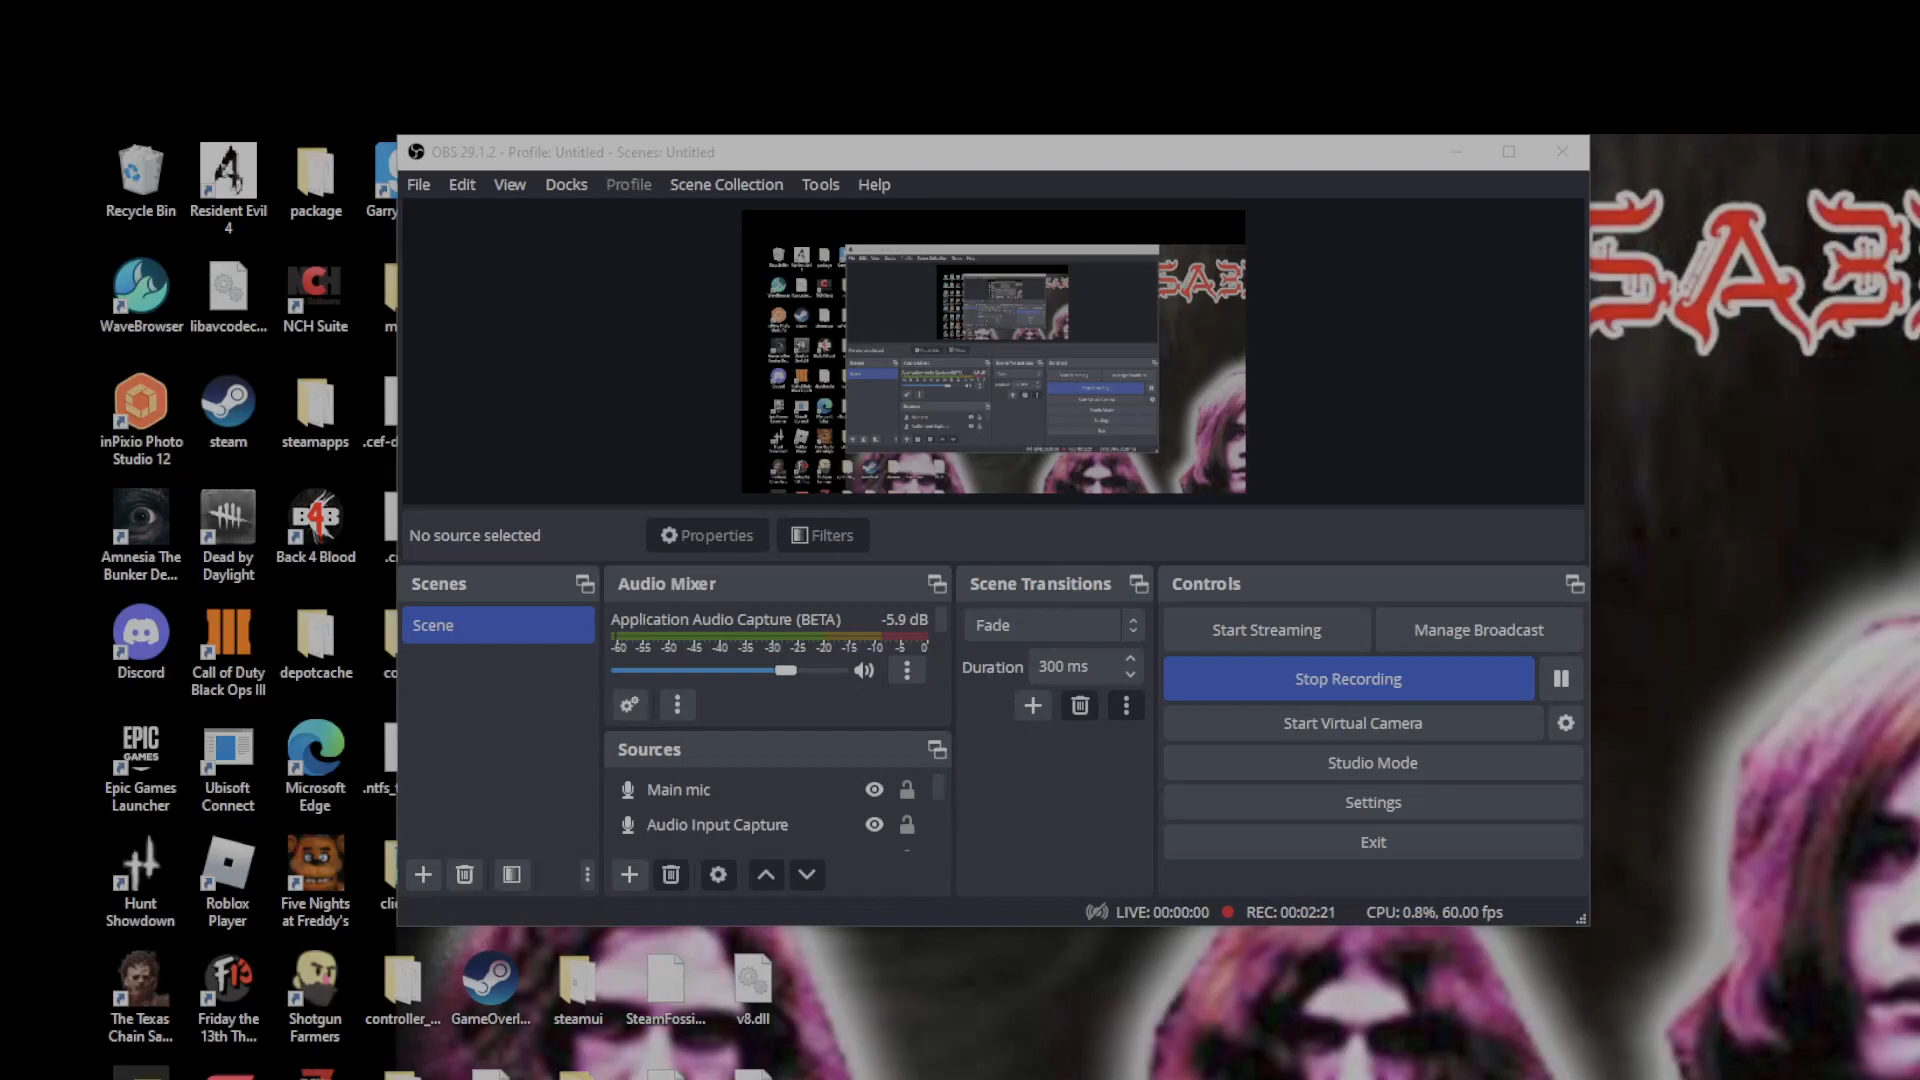 OBS 29.1.2 - Profile: Untitled - Scenes: Untitled
File Edit View Docks Profile Scene Collection Tools Help
No source selected
Properties
Filters
Scenes
Scene
Audio Mixer
Application Audio Capture (BETA) -5.9 dB
-60 -55 -50 -45 -40 -35 -30 -25 -20 -15 -10 -5 0
Sources
Main mic
Audio Input Capture
Scene Transitions
Fade
Duration 300 ms
Controls
Start Streaming
Manage Broadcast
Stop Recording
Start Virtual Camera
Studio Mode
Settings
Exit
LIVE: 00:00:00 REC: 00:02:21 CPU: 0.8%, 60.00 fps
Recycle Bin
Resident Evil
4
package
Garry
WaveBrowser
libavcodec...
NCH
NCH Suite
m
inPixio Photo
Studio 12
steam
steamapps
.cef-d
Amnesia The
Bunker De...
Dead by
Daylight
B4B
Back 4 Blood
.c
Discord
Call of Duty
Black Ops III
depotcache
co
EPIC
GAMES
Epic Games
Launcher
Ubisoft
Connect
Microsoft
Edge
.ntfs_
Hunt
Showdown
Roblox
Player
Five Nights
at Freddy's
clie
The Texas
Chain Sa...
F13
Friday the
13th Th...
Shotgun
Farmers
controller_...
GameOverl...
steamui
SteamFossi...
v8.dll
SAB